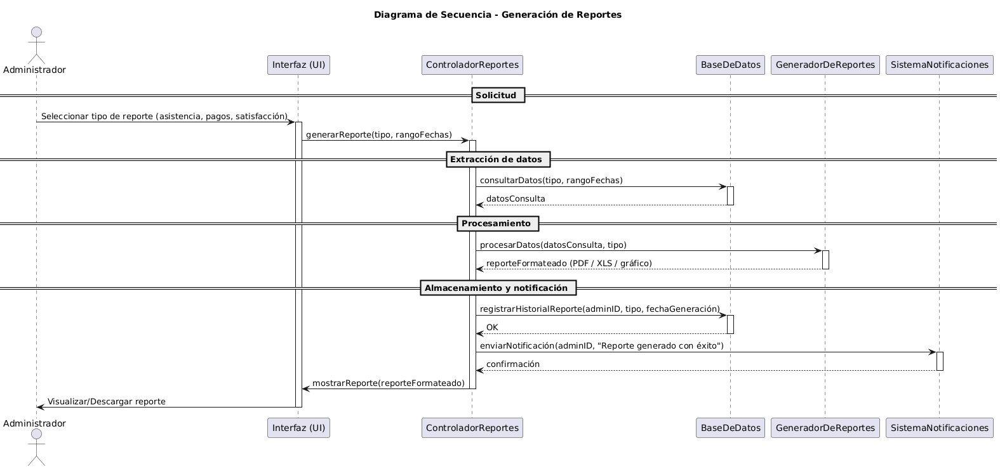 Diagrama de Secuencia - Generación de Reportes
Administrador
Interfaz (UI)
ControladorReportes
BaseDeDatos
GeneradorDeReportes
SistemaNotificaciones
Solicitud
Seleccionar tipo de reporte (asistencia, pagos, satisfacción)
generarReporte(tipo, rangoFechas)
Extracción de datos
consultarDatos(tipo, rangoFechas)
datosConsulta
Procesamiento
procesarDatos(datosConsulta, tipo)
reporteFormateado (PDF / XLS / gráfico)
Almacenamiento y notificación
registrarHistorialReporte(adminID, tipo, fechaGeneración)
OK
enviarNotificación(adminID, "Reporte generado con éxito")
confirmación
mostrarReporte(reporteFormateado)
Visualizar/Descargar reporte
Administrador
Interfaz (UI)
ControladorReportes
BaseDeDatos
GeneradorDeReportes
SistemaNotificaciones